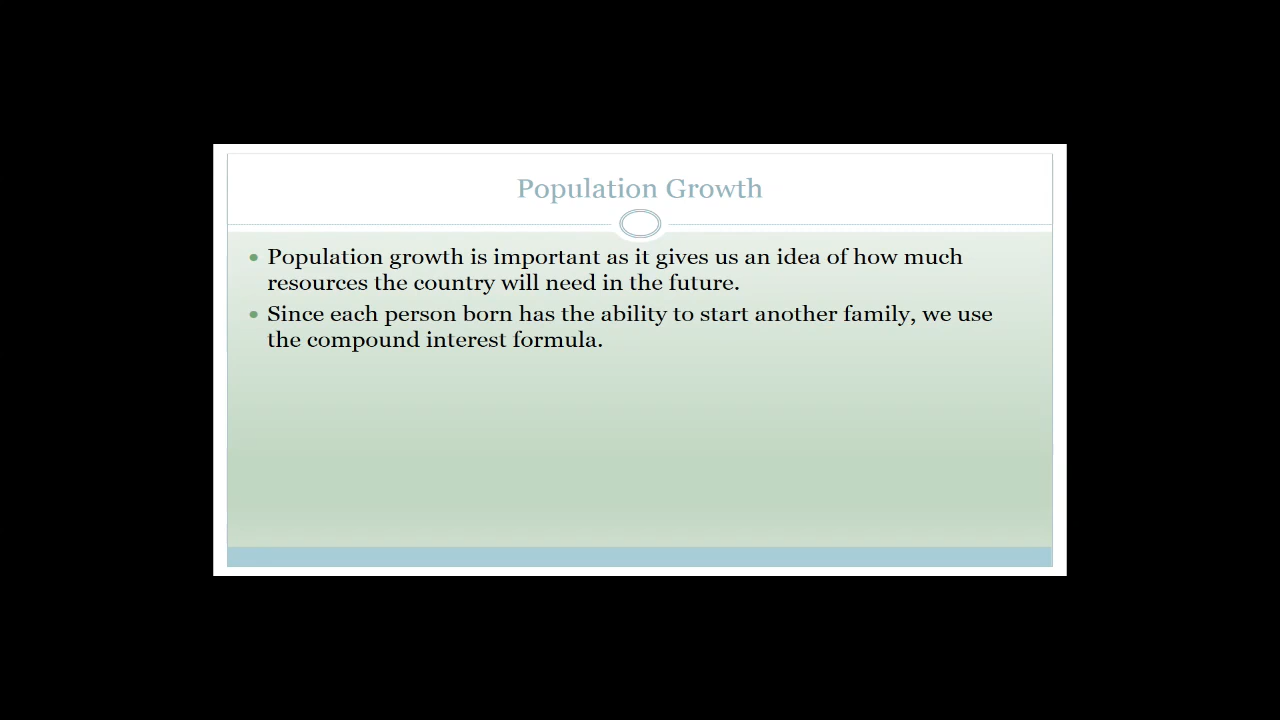 Population Growth
• Population growth is important as it gives us an idea of how much
resources the country will need in the future.
• Since each person born has the ability to start another family, we use
the compound interest formula.